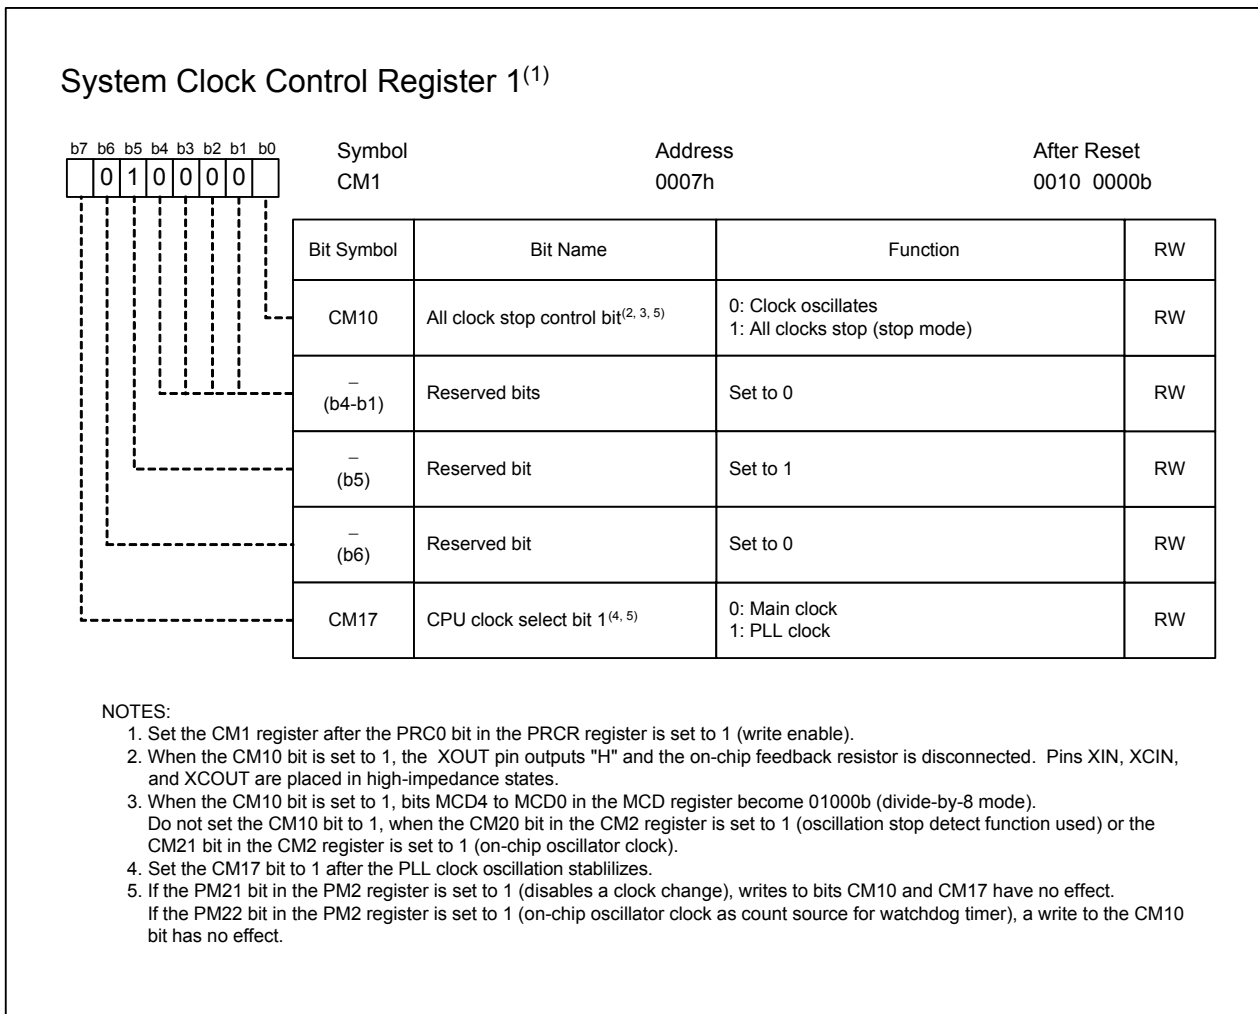 System Clock Control Register 1(1)
b7 b6 b5 b4 b3 b2 b1 b0
0 1 0 0 0 0
Symbol Address After Reset
CM1 0007h 0010 0000b
Bit Symbol Bit Name Function RW
CM10 All clock stop control bit(2, 3, 5) 0: Clock oscillates
1: All clocks stop (stop mode) RW
– (b4-b1) Reserved bits Set to 0 RW
– (b5) Reserved bit Set to 1 RW
– (b6) Reserved bit Set to 0 RW
CM17 CPU clock select bit 1(4, 5) 0: Main clock
1: PLL clock RW
NOTES:
1. Set the CM1 register after the PRC0 bit in the PRCR register is set to 1 (write enable).
2. When the CM10 bit is set to 1, the XOUT pin outputs "H" and the on-chip feedback resistor is disconnected. Pins XIN, XCIN,
and XCOUT are placed in high-impedance states.
3. When the CM10 bit is set to 1, bits MCD4 to MCD0 in the MCD register become 01000b (divide-by-8 mode).
Do not set the CM10 bit to 1, when the CM20 bit in the CM2 register is set to 1 (oscillation stop detect function used) or the
CM21 bit in the CM2 register is set to 1 (on-chip oscillator clock).
4. Set the CM17 bit to 1 after the PLL clock oscillation stablilizes.
5. If the PM21 bit in the PM2 register is set to 1 (disables a clock change), writes to bits CM10 and CM17 have no effect.
If the PM22 bit in the PM2 register is set to 1 (on-chip oscillator clock as count source for watchdog timer), a write to the CM10
bit has no effect.